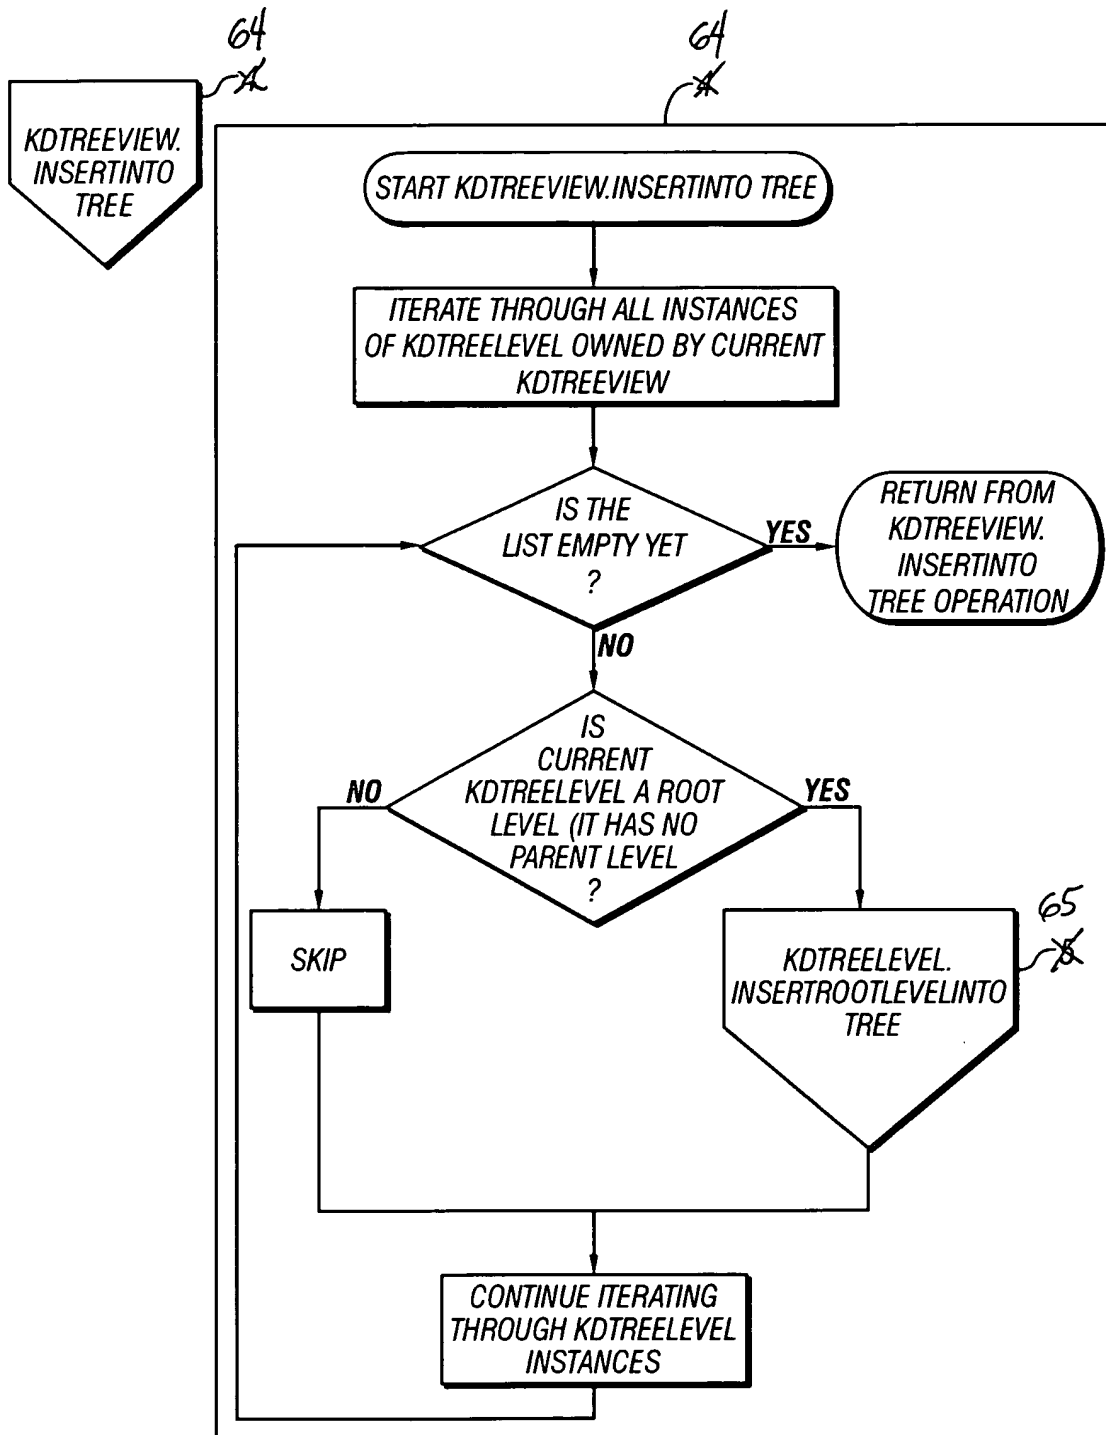 64
KDTREEVIEW.
INSERTINTO
TREE
64
START KDTREEVIEW.INSERTINTO TREE
ITERATE THROUGH ALL INSTANCES
OF KDTREELEVEL OWNED BY CURRENT
KDTREEVIEW
IS THE
LIST EMPTY YET
?
YES
RETURN FROM
KDTREEVIEW.
INSERTINTO
TREE OPERATION
NO
IS
CURRENT
KDTREELEVEL A ROOT
LEVEL (IT HAS NO
PARENT LEVEL
?
NO
YES
SKIP
65
5
KDTREELEVEL.
INSERTROOTLEVELINTO
TREE
CONTINUE ITERATING
THROUGH KDTREELEVEL
INSTANCES